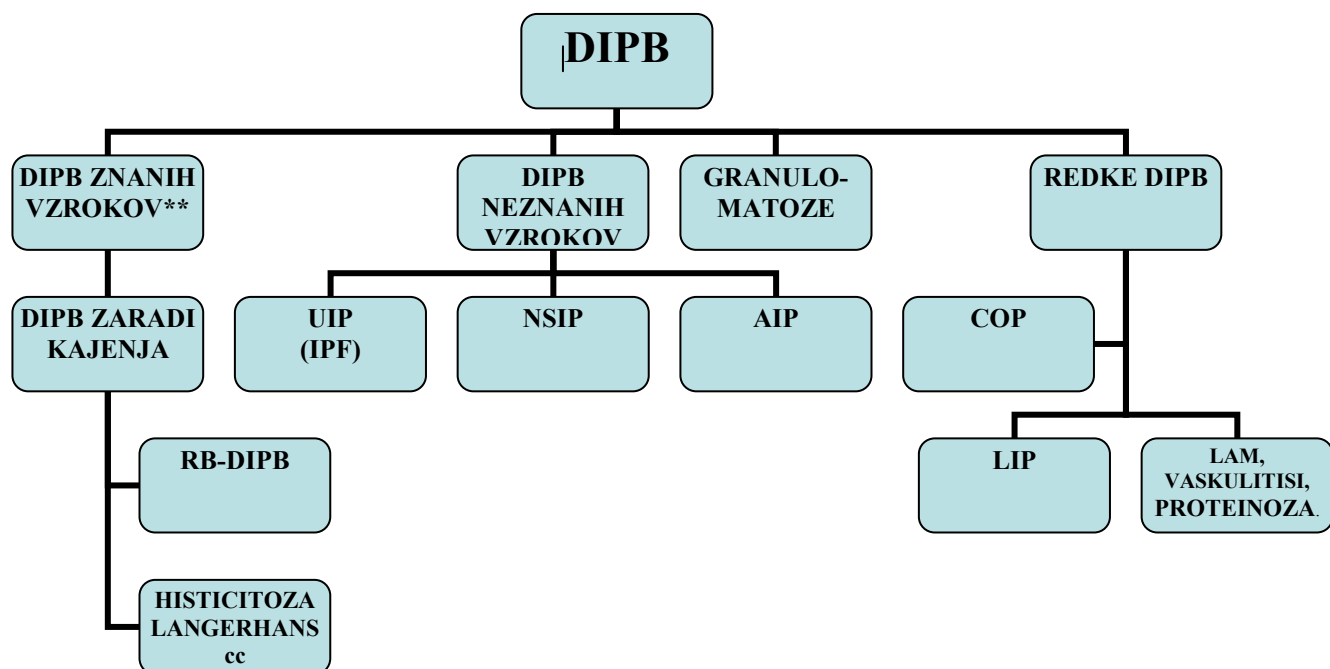 DIPB
DIPB ZNANIH
VZROKOV**
DIPB
NEZNANIH
VZROKOV
GRANULO-
MATOZE
REDKE DIPB
DIPB ZARADI
KAJENJA
UIP
(IPF)
NSIP
AIP
COP
RB-DIPB
LIP
LAM,
VASKULITISI,
PROTEINOZA.
HISTICITOZA
LANGERHANS
cc